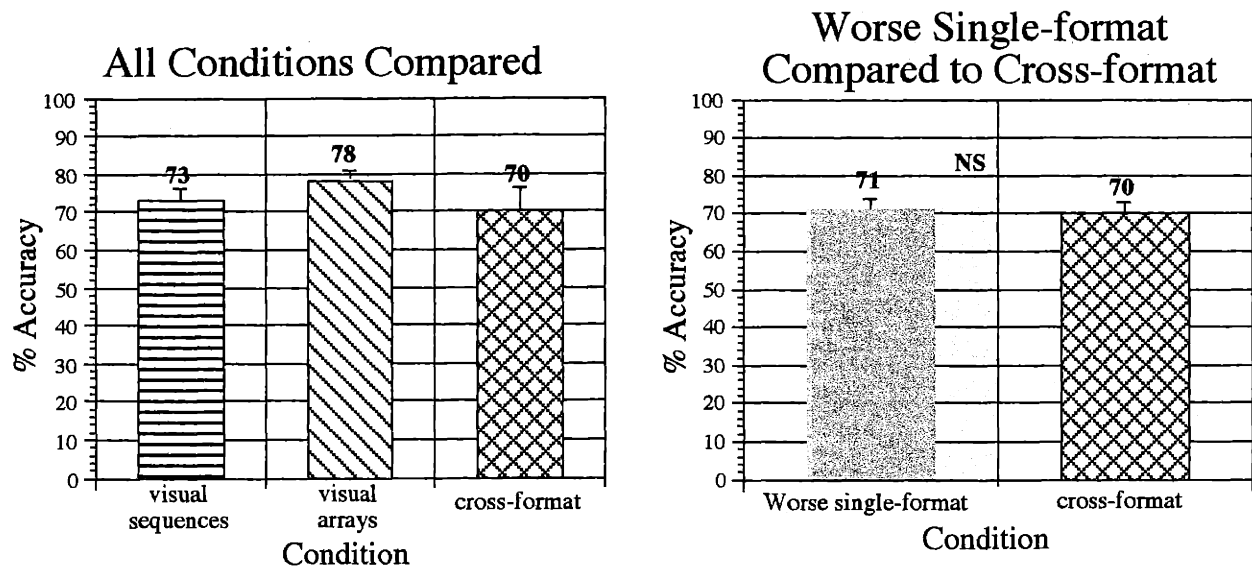 All Conditions Compared
100
90
80
70
60
50
40
30
20
10
0
% Accuracy
73
78
70
visual
sequences
visual
arrays
cross-format
Condition
Worse Single-format
Compared to Cross-format
100
90
80
70
60
50
40
30
20
10
0
% Accuracy
71
NS
70
Worse single-format
cross-format
Condition